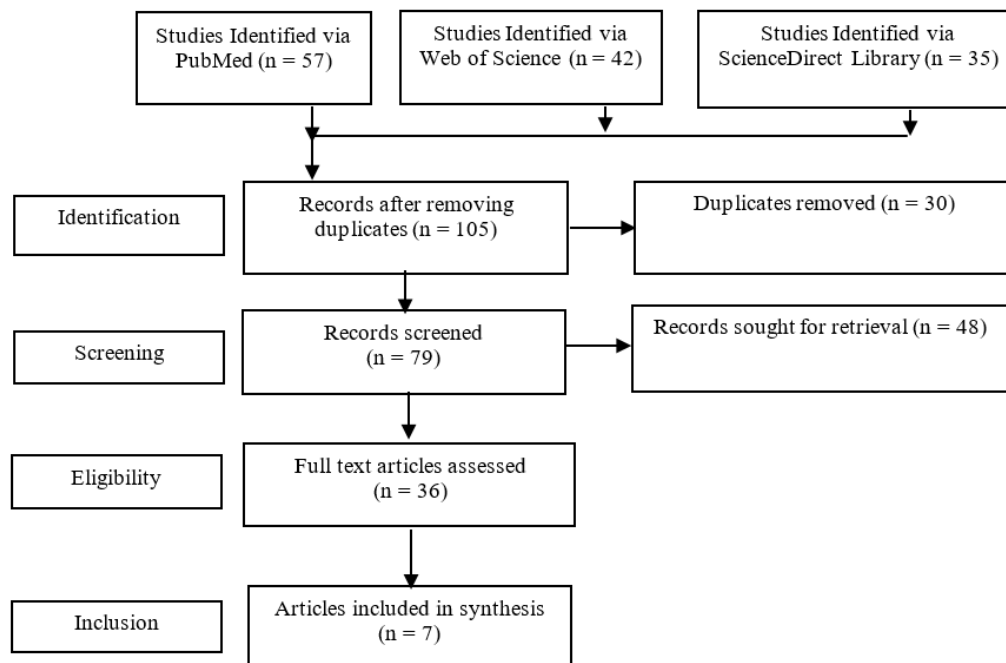 Studies Identified via
PubMed (n = 57)
Studies Identified via
Web of Science (n = 42)
Studies Identified via
ScienceDirect Library (n = 35)
Identification
Records after removing
duplicates (n = 105)
Duplicates removed (n = 30)
Screening
Records screened
(n = 79)
Records sought for retrieval (n = 48)
Eligibility
Full text articles assessed
(n = 36)
Inclusion
Articles included in synthesis
(n = 7)